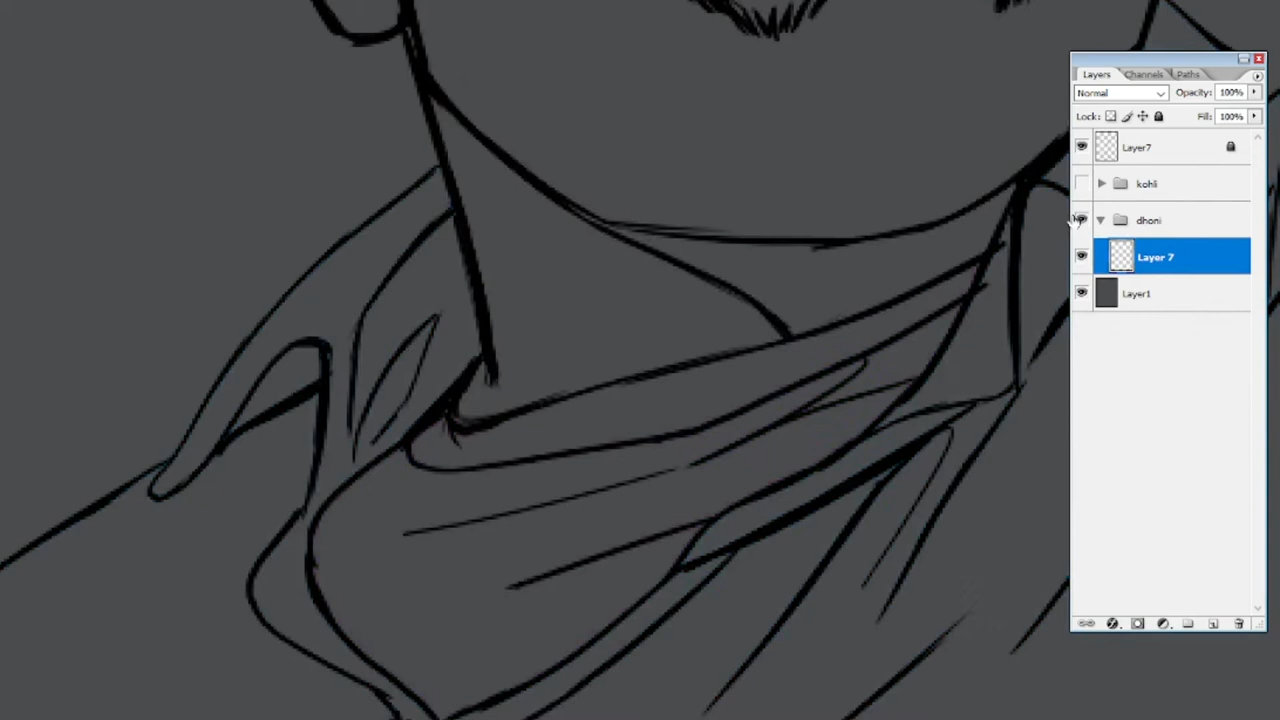 Layers Channels Paths
Normal Opacity: 100%
Lock: Fill: 100%
Layer7
kohli
dhoni
Layer 7
Layer1